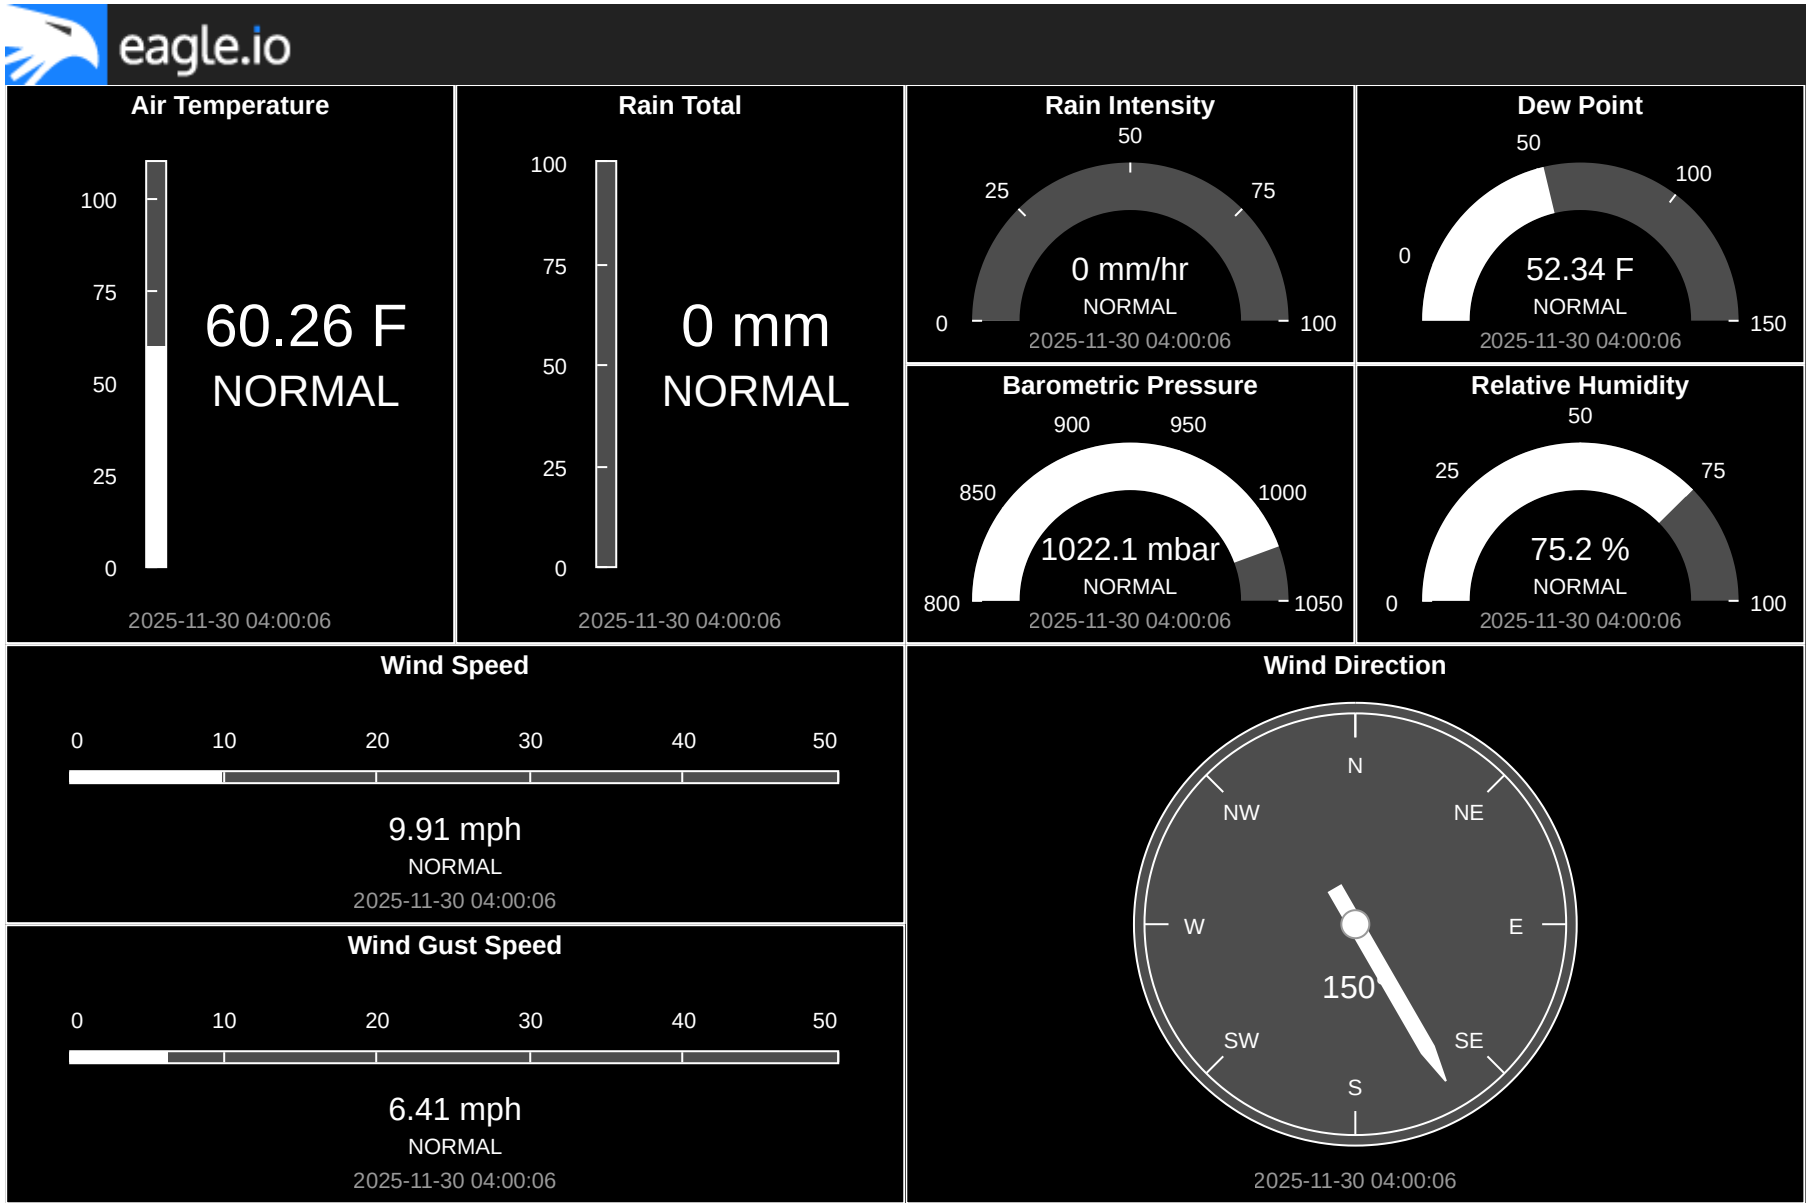 eagle.io
Air Temperature
100
75
50
25
0
60.26 F
NORMAL
2025-11-30 04:00:06
Rain Total
100
75
50
25
0
0 mm
NORMAL
2025-11-30 04:00:06
Rain Intensity
0
25
50
75
100
0 mm/hr
NORMAL
2025-11-30 04:00:06
Dew Point
0
50
100
150
52.34 F
NORMAL
2025-11-30 04:00:06
Barometric Pressure
800
850
900
950
1000
1050
1022.1 mbar
NORMAL
2025-11-30 04:00:06
Relative Humidity
0
25
50
75
100
75.2 %
NORMAL
2025-11-30 04:00:06
Wind Speed
0 10 20 30 40 50
9.91 mph
NORMAL
2025-11-30 04:00:06
Wind Gust Speed
0 10 20 30 40 50
6.41 mph
NORMAL
2025-11-30 04:00:06
Wind Direction
N
NW NE
W E
150°
SW SE
S
2025-11-30 04:00:06